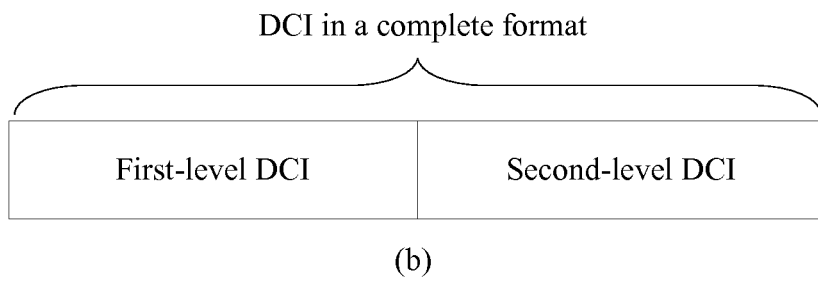 DCI in a complete format
First-level DCI
Second-level DCI
(b)